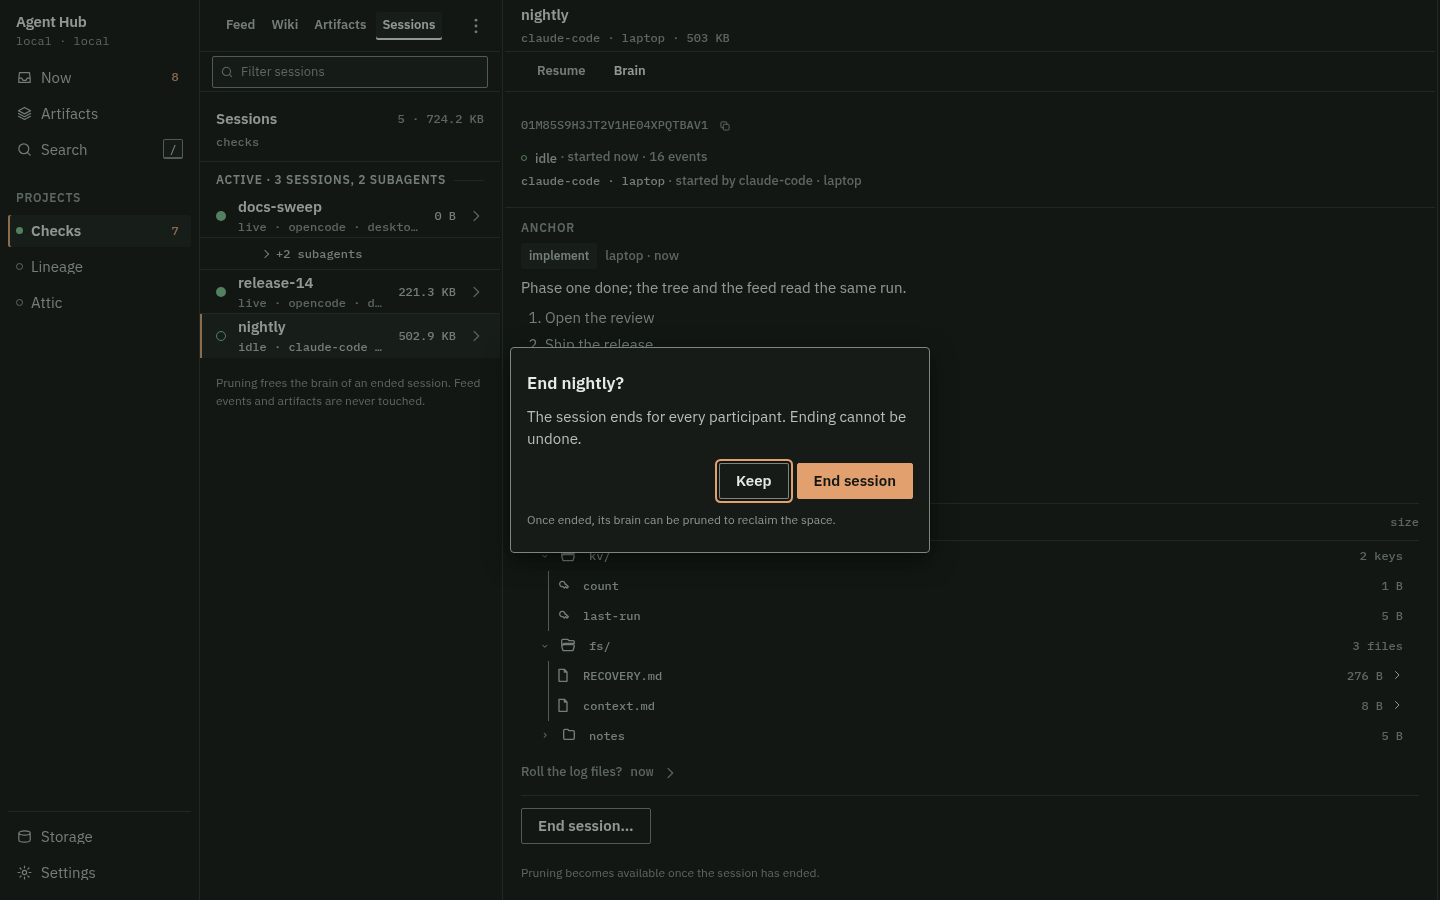 Agent Hub
local · local
Now 8
Artifacts
Search /
PROJECTS
Checks 7
Lineage
Attic
Storage
Settings
Feed Wiki Artifacts Sessions
Filter sessions
Sessions 5 · 724.2 KB
checks
ACTIVE · 3 SESSIONS, 2 SUBAGENTS
docs-sweep 0 B
live · opencode · deskto…
+2 subagents
release-14 221.3 KB
live · opencode · d…
nightly 502.9 KB
idle · claude-code …
Pruning frees the brain of an ended session. Feed
events and artifacts are never touched.
nightly
claude-code · laptop · 503 KB
Resume Brain
01M85S9H3JT2V1HE04XPQTBAV1
idle · started now · 16 events
claude-code · laptop · started by claude-code · laptop
ANCHOR
implement laptop · now
Phase one done; the tree and the feed read the same run.
1. Open the review
2. Ship the release
End nightly?
The session ends for every participant. Ending cannot be
undone.
Keep End session
Once ended, its brain can be pruned to reclaim the space.
size
kv/ 2 keys
count 1 B
last-run 5 B
fs/ 3 files
RECOVERY.md 276 B
context.md 8 B
notes 5 B
Roll the log files? now
End session…
Pruning becomes available once the session has ended.